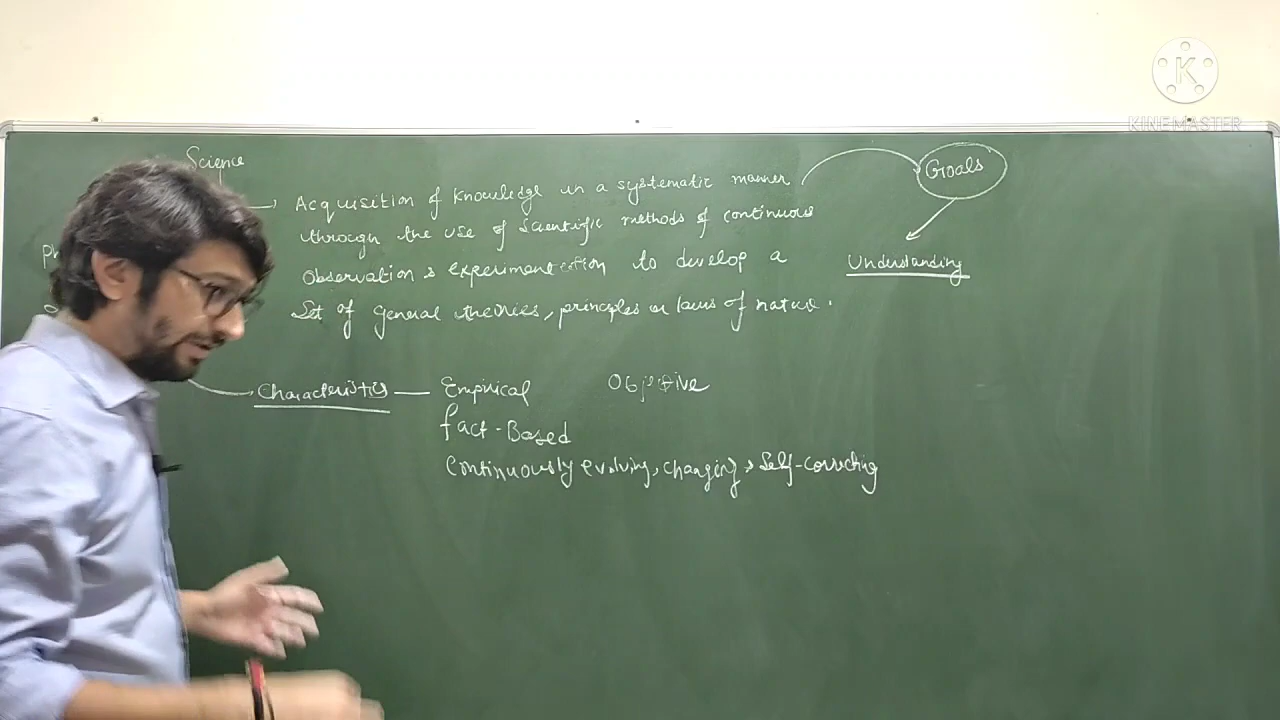 Science
Goals
Acquisition of knowledge in a systematic manner
through the use of scientific methods of continuous
Observation & experimentation to develop a
Set of general theories, principles or laws of nature.
Understanding
Characteristics — Empirical Objective
fact-Based
Continuously evolving, changing, Self-correcting
K
KINEMASTER